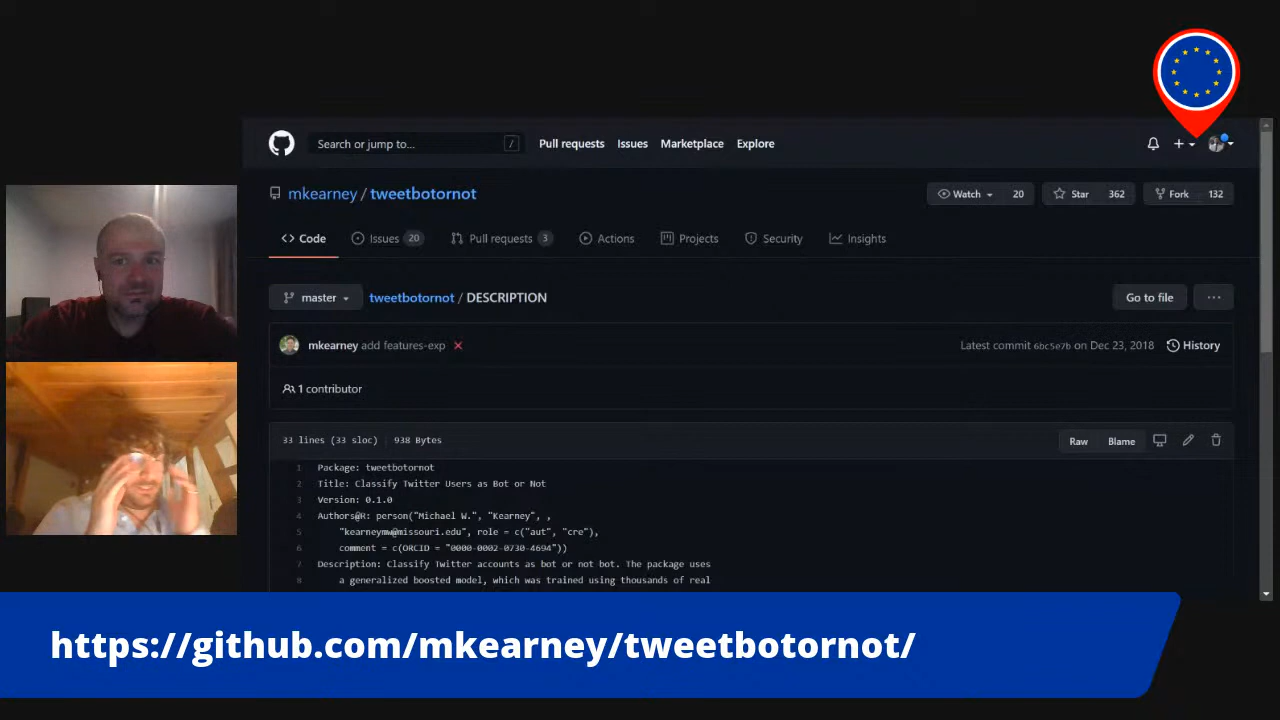 Search or jump to... /
Pull requests Issues Marketplace Explore
mkearney / tweetbotornot
Watch 20 Star 362 Fork 132
<> Code Issues 20 Pull requests 3 Actions Projects Security Insights
master tweetbotornot / DESCRIPTION Go to file ...
mkearney add features-exp Latest commit 6bc5e7b on Dec 23, 2018 History
1 contributor
33 lines (33 sloc) 938 Bytes Raw Blame
1 Package: tweetbotornot
2 Title: Classify Twitter Users as Bot or Not
3 Version: 0.1.0
4 Authors@R: person("Michael W.", "Kearney", ,
5 "kearneymw@missouri.edu", role = c("aut", "cre"),
6 comment = c(ORCID = "0000-0002-0730-4694"))
7 Description: Classify Twitter accounts as bot or not bot. The package uses
8 a generalized boosted model, which was trained using thousands of real
https://github.com/mkearney/tweetbotornot/